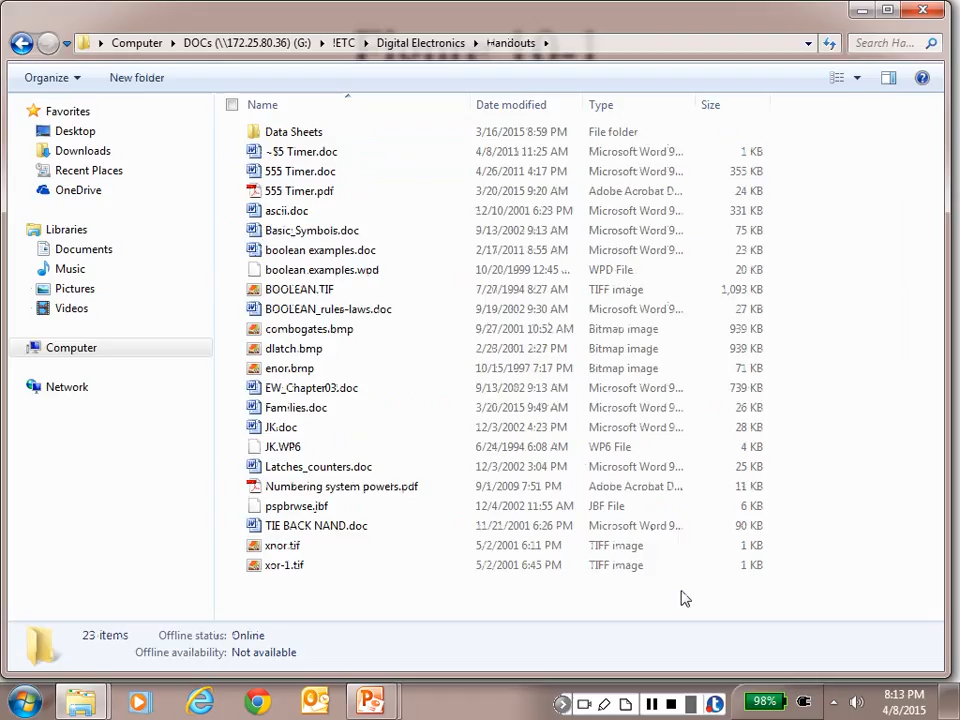 Computer DOCs (\\172.25.80.36) (G:) !ETC Digital Electronics Handouts Search Ha...
Organize New folder
Favorites
Desktop
Downloads
Recent Places
OneDrive
Libraries
Documents
Music
Pictures
Videos
Computer
Network
Name Date modified Type Size
Data Sheets 3/16/2015 8:59 PM File folder
~$5 Timer.doc 4/8/2011 11:25 AM Microsoft Word 9... 1 KB
555 Timer.doc 4/26/2011 4:17 PM Microsoft Word 9... 355 KB
555 Timer.pdf 3/20/2015 9:20 AM Adobe Acrobat D... 24 KB
ascii.doc 12/10/2001 6:23 PM Microsoft Word 9... 331 KB
Basic_Symbols.doc 9/13/2002 9:13 AM Microsoft Word 9... 75 KB
boolean examples.doc 2/17/2011 8:55 AM Microsoft Word 9... 23 KB
boolean examples.wpd 10/20/1999 12:45 ... WPD File 20 KB
BOOLEAN.TIF 7/27/1994 8:27 AM TIFF image 1,093 KB
BOOLEAN_rules-laws.doc 9/19/2002 9:30 AM Microsoft Word 9... 27 KB
combogates.bmp 9/27/2001 10:52 AM Bitmap image 939 KB
dlatch.bmp 2/23/2001 2:27 PM Bitmap image 939 KB
enor.bmp 10/15/1997 7:17 PM Bitmap image 71 KB
EW_Chapter03.doc 9/13/2002 9:13 AM Microsoft Word 9... 739 KB
Families.doc 3/20/2015 9:49 AM Microsoft Word 9... 26 KB
JK.doc 12/3/2002 4:23 PM Microsoft Word 9... 28 KB
JK.WP6 6/24/1994 6:08 AM WP6 File 4 KB
Latches_counters.doc 12/3/2002 3:04 PM Microsoft Word 9... 25 KB
Numbering system powers.pdf 9/1/2009 7:51 PM Adobe Acrobat D... 11 KB
pspbrwse.jbf 12/4/2002 11:55 AM JBF File 6 KB
TIE BACK NAND.doc 11/21/2001 6:26 PM Microsoft Word 9... 90 KB
xnor.tif 5/2/2001 6:11 PM TIFF image 1 KB
xor-1.tif 5/2/2001 6:45 PM TIFF image 1 KB
23 items Offline status: Online
Offline availability: Not available
98%
8:13 PM
4/8/2015